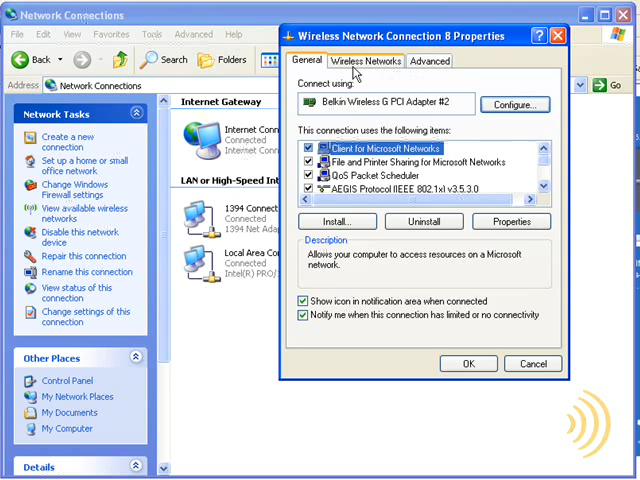 Network Connections
File Edit View Favorites Tools Advanced Help
Back Search Folders
Address Network Connections Go
Network Tasks
Create a new
connection
Set up a home or small
office network
Change Windows
Firewall settings
View available wireless
networks
Disable this network
device
Repair this connection
Rename this connection
View status of this
connection
Change settings of this
connection
Other Places
Control Panel
My Network Places
My Documents
My Computer
Details
Internet Gateway
Internet Conn
Connected
Internet Conn
LAN or High-Speed Int
1394 Connect
Connected
1394 Net Ada
Local Area Co
Connected
Intel(R) PRO/
Wireless Network Connection 8 Properties
General Wireless Networks Advanced
Connect using:
Belkin Wireless G PCI Adapter #2 Configure...
This connection uses the following items:
Client for Microsoft Networks
File and Printer Sharing for Microsoft Networks
QoS Packet Scheduler
AEGIS Protocol (IEEE 802.1x) v3.5.3.0
Install... Uninstall Properties
Description
Allows your computer to access resources on a Microsoft
network.
Show icon in notification area when connected
Notify me when this connection has limited or no connectivity
OK Cancel